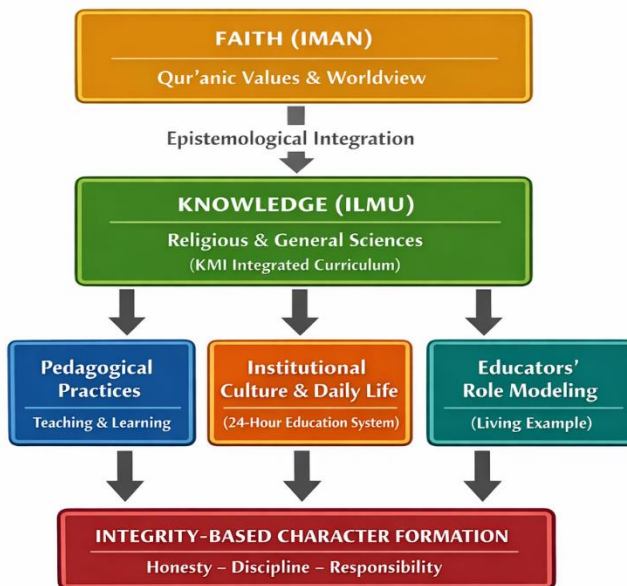 FAITH (IMAN)
Qur'anic Values & Worldview
Epistemological Integration
KNOWLEDGE (ILMU)
Religious & General Sciences
(KMI Integrated Curriculum)
Pedagogical
Practices
Teaching & Learning
Institutional
Culture & Daily Life
(24-Hour Education System)
Educators'
Role Modeling
(Living Example)
INTEGRITY-BASED CHARACTER FORMATION
Honesty – Discipline – Responsibility